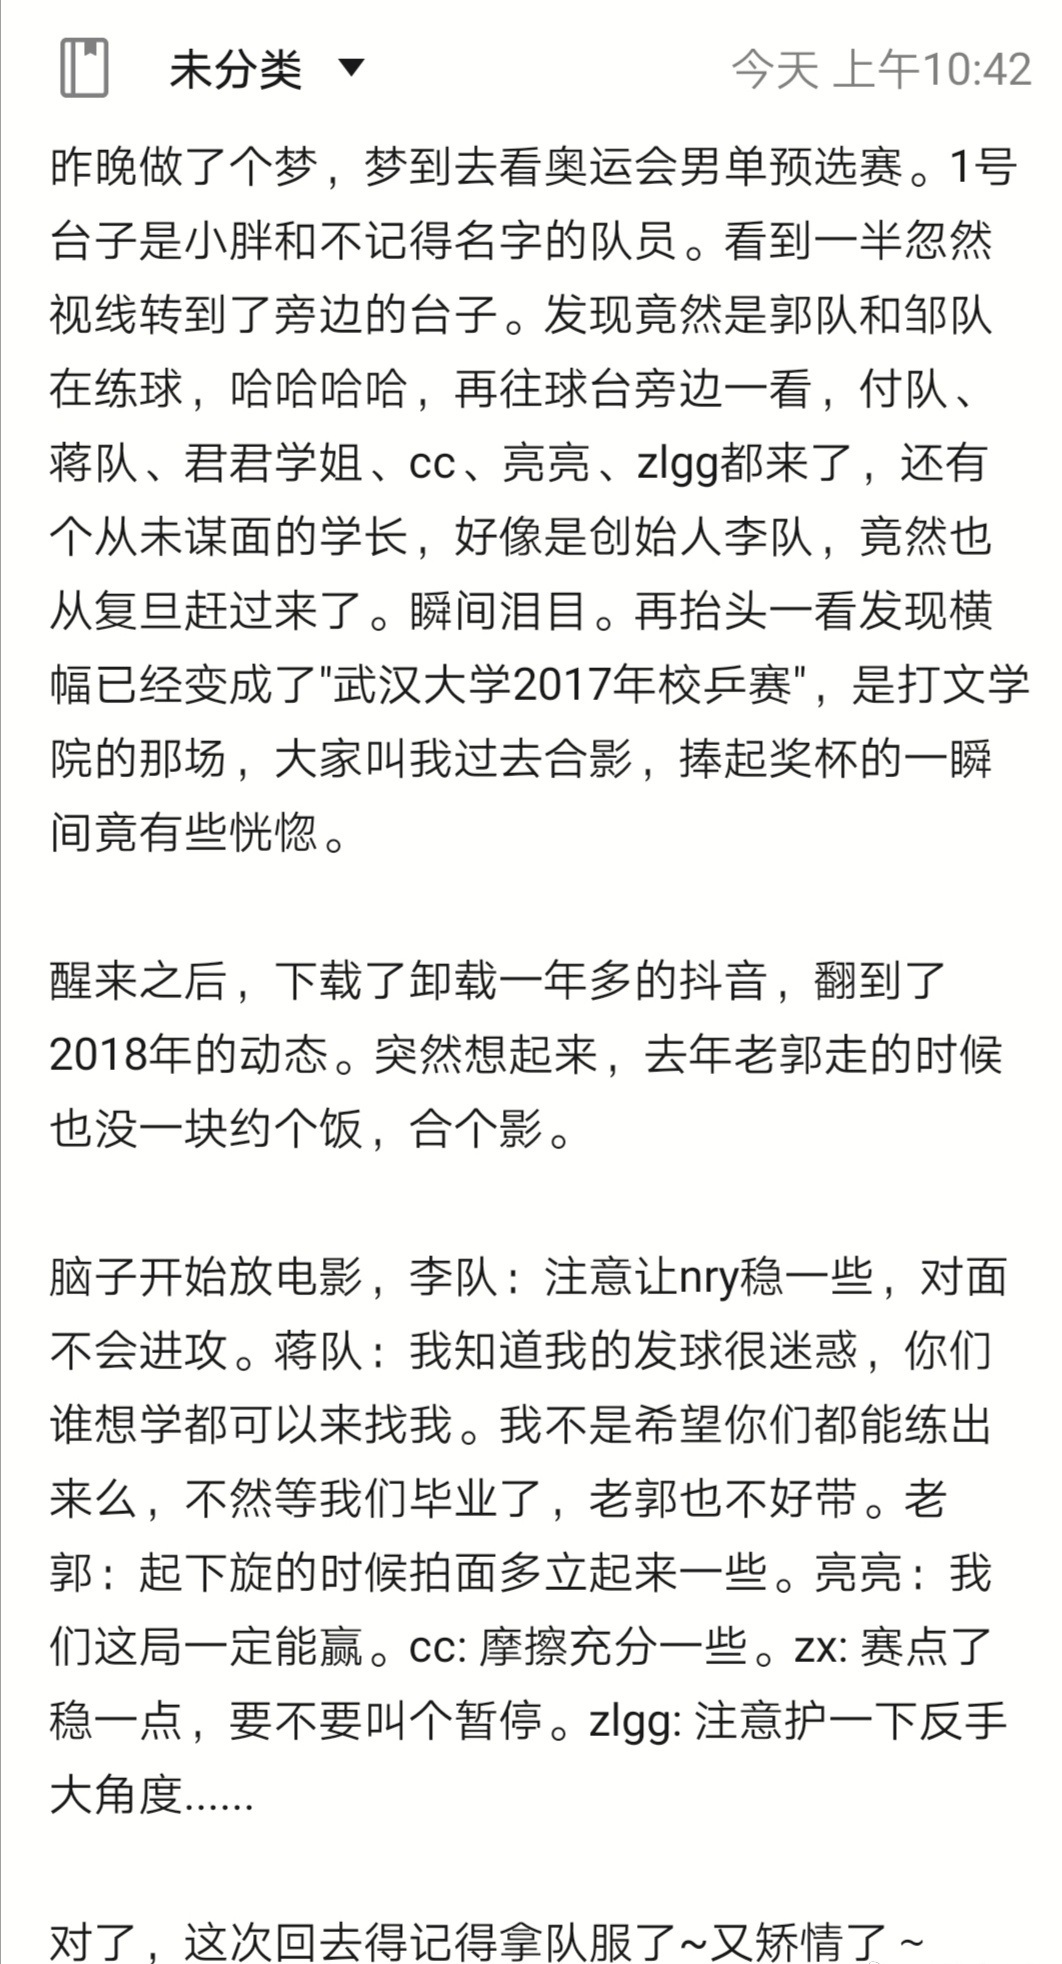 未分类 ▼ 今天 上午10:42
昨晚做了个梦，梦到去看奥运会男单预选赛。1号
台子是小胖和不记得名字的队员。看到一半忽然
视线转到了旁边的台子。发现竟然是郭队和邹队
在练球，哈哈哈哈，再往球台旁边一看，付队、
蒋队、君君学姐、cc、亮亮、zlgg都来了，还有
个从未谋面的学长，好像是创始人李队，竟然也
从复旦赶过来了。瞬间泪目。再抬头一看发现横
幅已经变成了"武汉大学2017年校乒赛"，是打文学
院的那场，大家叫我过去合影，捧起奖杯的一瞬
间竟有些恍惚。
醒来之后，下载了卸载一年多的抖音，翻到了
2018年的动态。突然想起来，去年老郭走的时候
也没一块约个饭，合个影。
脑子开始放电影，李队：注意让nry稳一些，对面
不会进攻。蒋队：我知道我的发球很迷惑，你们
谁想学都可以来找我。我不是希望你们都能练出
来么，不然等我们毕业了，老郭也不好带。老
郭：起下旋的时候拍面多立起来一些。亮亮：我
们这局一定能赢。cc: 摩擦充分一些。zx: 赛点了
稳一点，要不要叫个暂停。zlgg: 注意护一下反手
大角度......
对了，这次回去得记得拿队服了~又矫情了~